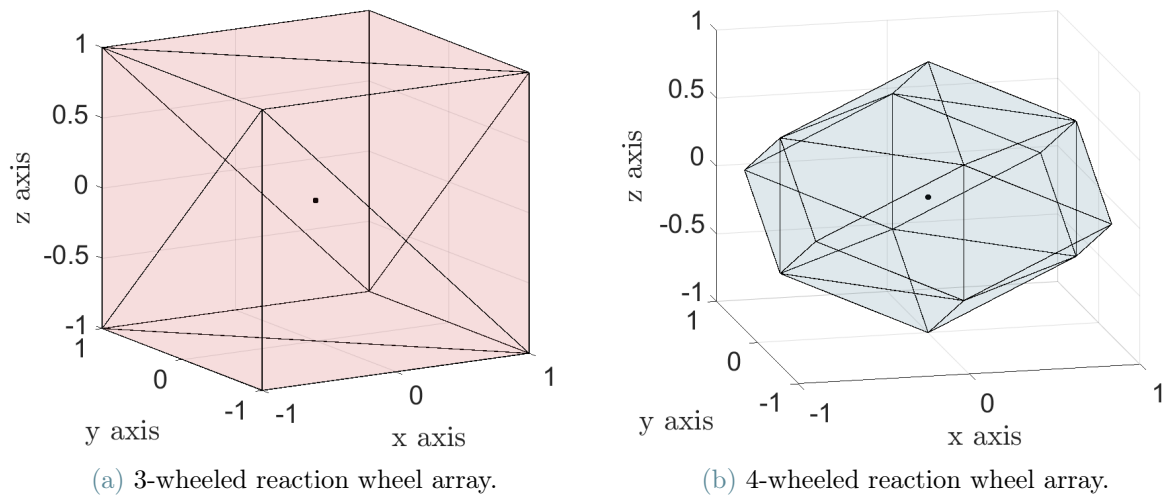 1
0.5
0
-0.5
-1
z axis
1
0
-1
y axis
-1
0
1
x axis
(a) 3-wheeled reaction wheel array.
1
0.5
0
-0.5
-1
z axis
1
0
-1
y axis
-1
0
1
x axis
(b) 4-wheeled reaction wheel array.